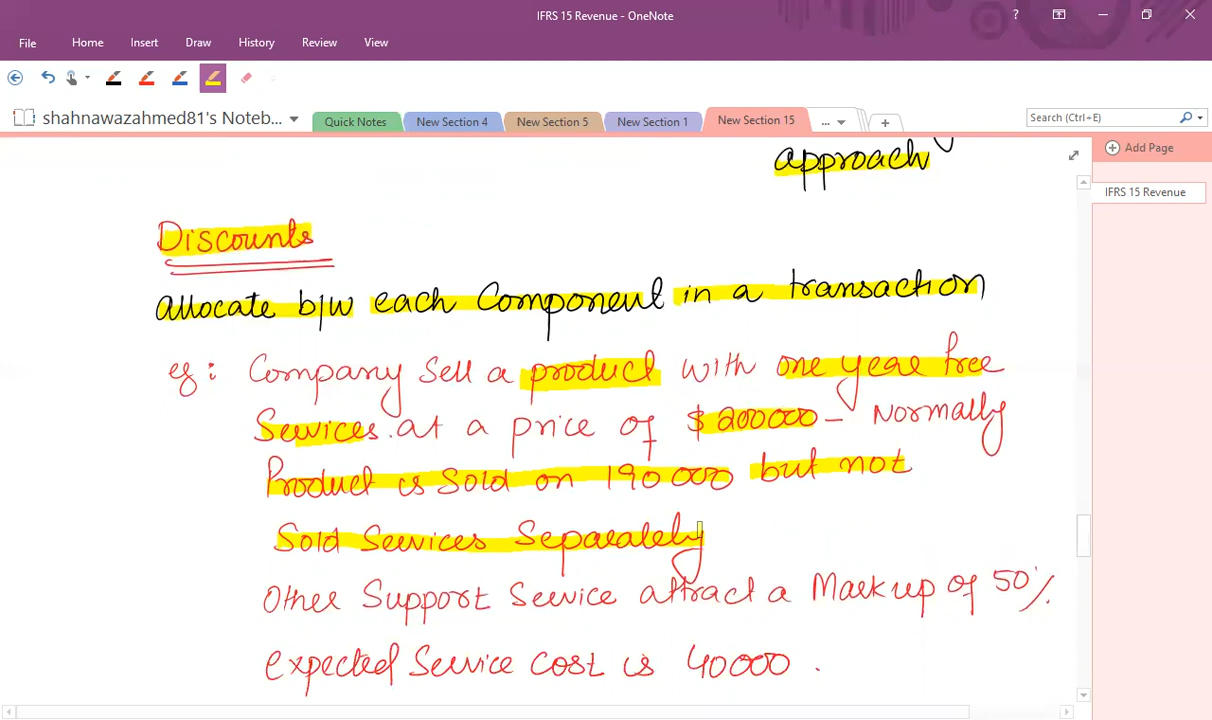 IFRS 15 Revenue - OneNote
?
File
Home
Insert
Draw
History
Review
View
shahnawazahmed81's Noteb...
Quick Notes
New Section 4
New Section 5
New Section 1
New Section 15
...
Search (Ctrl+E)
Add Page
IFRS 15 Revenue
approach
Discounts
allocate b/w each Component in a transaction
eg: Company Sell a product with one year free
Services. at a price of $200000 - Normally
Product is Sold on 190000 but not
Sold Services Separately
Other Support Service attract a Markup of 50%
expected Service Cost is 40000.